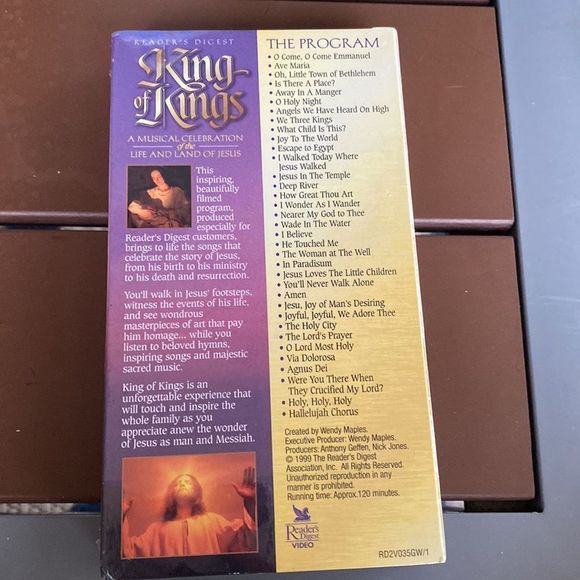 READER'S DIGEST
King
of Kings
A MUSICAL CELEBRATION
of the
LIFE AND LAND OF JESUS
This
inspiring,
beautifully
filmed
program,
produced
especially for
Reader's Digest customers,
brings to life the songs that
celebrate the story of Jesus,
from his birth to his ministry
to his death and resurrection.
You'll walk in Jesus' footsteps,
witness the events of his life,
and see wondrous
masterpieces of art that pay
him homage... while you
listen to beloved hymns,
inspiring songs and majestic
sacred music.
King of Kings is an
unforgettable experience that
will touch and inspire the
whole family as you
appreciate anew the wonder
of Jesus as man and Messiah.
THE PROGRAM
• O Come, O Come Emmanuel
• Ave Maria
• Oh, Little Town of Bethlehem
• Is There A Place?
• Away In A Manger
• O Holy Night
• Angels We Have Heard On High
• We Three Kings
• What Child Is This?
• Joy To The World
• Escape to Egypt
• I Walked Today Where
Jesus Walked
• Jesus In The Temple
• Deep River
• How Great Thou Art
• I Wonder As I Wander
• Nearer My God to Thee
• Wade In The Water
• I Believe
• He Touched Me
• The Woman at The Well
• In Paradisum
• Jesus Loves The Little Children
• You'll Never Walk Alone
• Amen
• Jesu, Joy of Man's Desiring
• Joyful, Joyful, We Adore Thee
• The Holy City
• The Lord's Prayer
• O Lord Most Holy
• Via Dolorosa
• Agnus Dei
• Were You There When
They Crucified My Lord?
• Holy, Holy, Holy
• Hallelujah Chorus
Created by Wendy Maples.
Executive Producer: Wendy Maples.
Producers: Anthony Geffen, Nick Jones.
© 1999 The Reader's Digest
Association, Inc. All Rights Reserved.
Unauthorized reproduction in any
manner is prohibited.
Running time: Approx.120 minutes.
Reader's
Digest
VIDEO
RD2V035GW/1